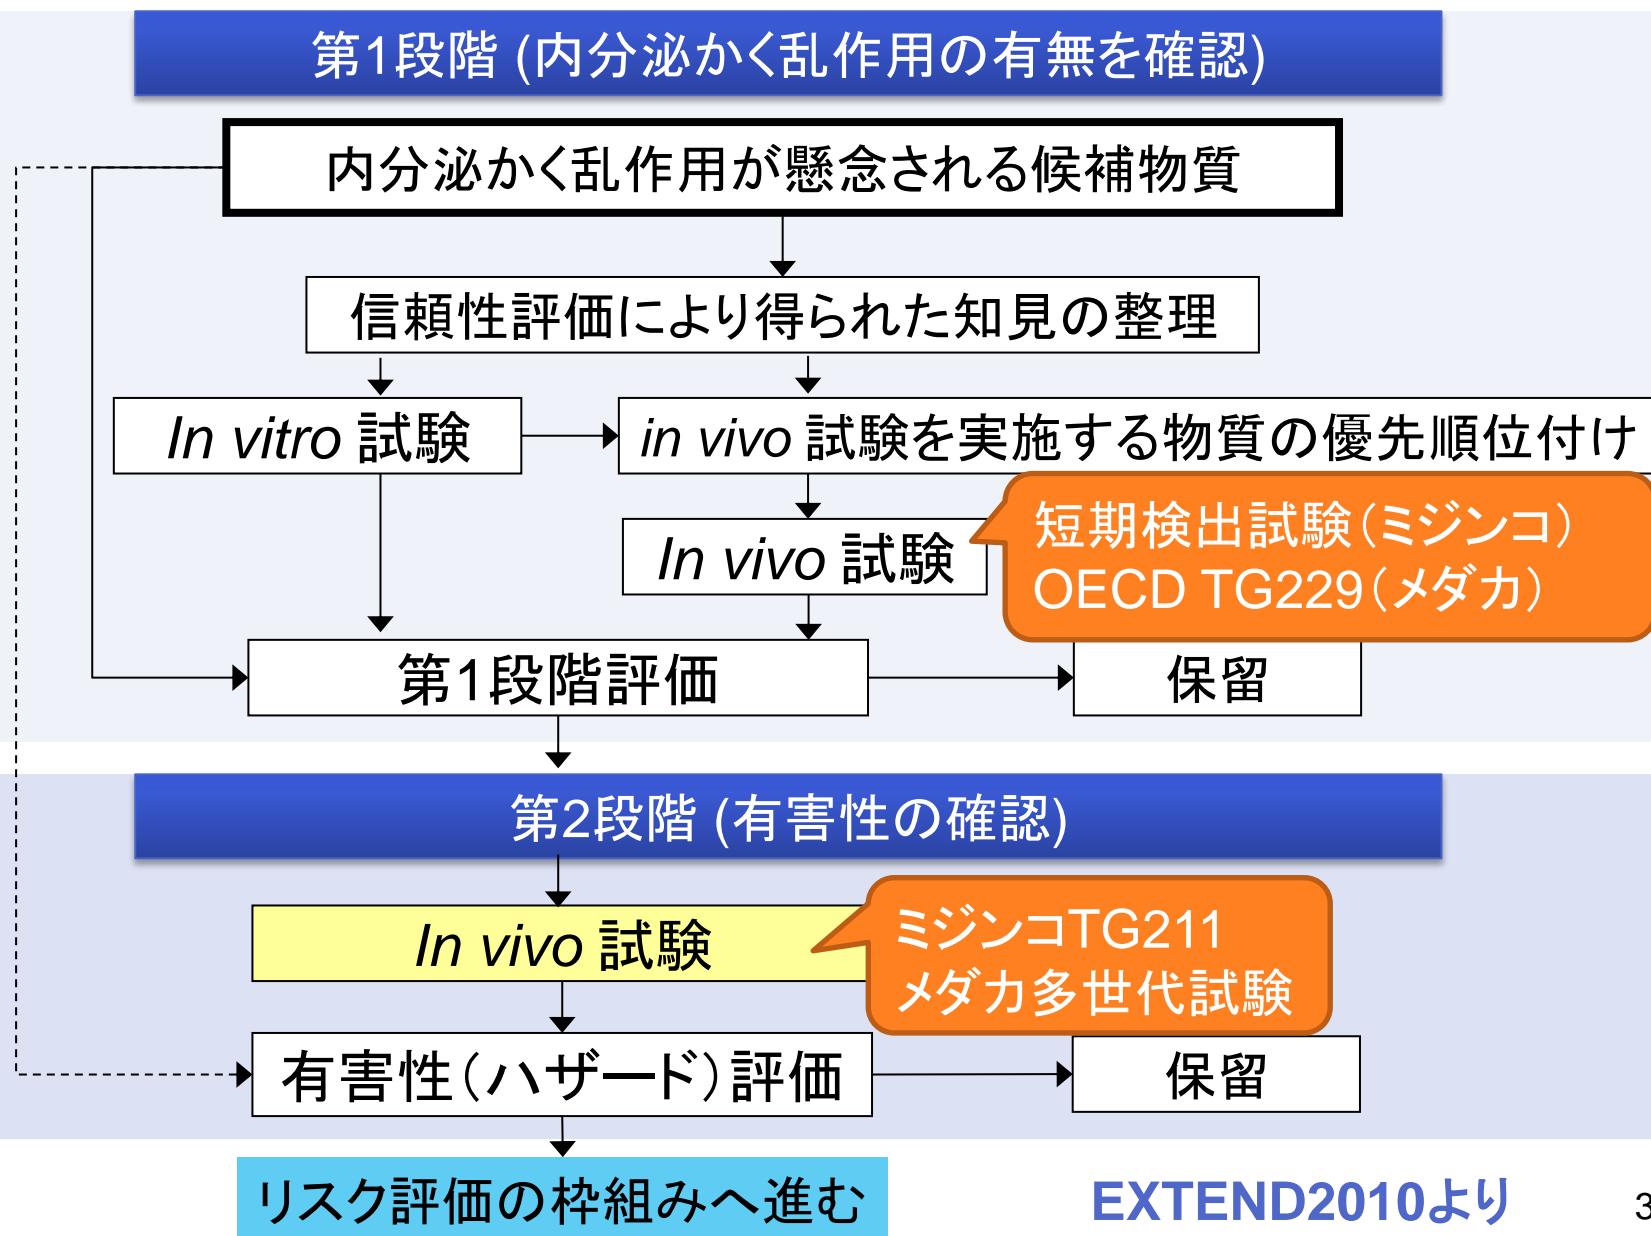 第1段階 (内分泌かく乱作用の有無を確認)
内分泌かく乱作用が懸念される候補物質
信頼性評価により得られた知見の整理
In vitro 試験
in vivo 試験を実施する物質の優先順位付け
In vivo 試験
短期検出試験（ミジンコ）
OECD TG229（メダカ）
第1段階評価
保留
第2段階 (有害性の確認)
In vivo 試験
ミジンコTG211
メダカ多世代試験
有害性（ハザード）評価
保留
リスク評価の枠組みへ進む
EXTEND2010より
3